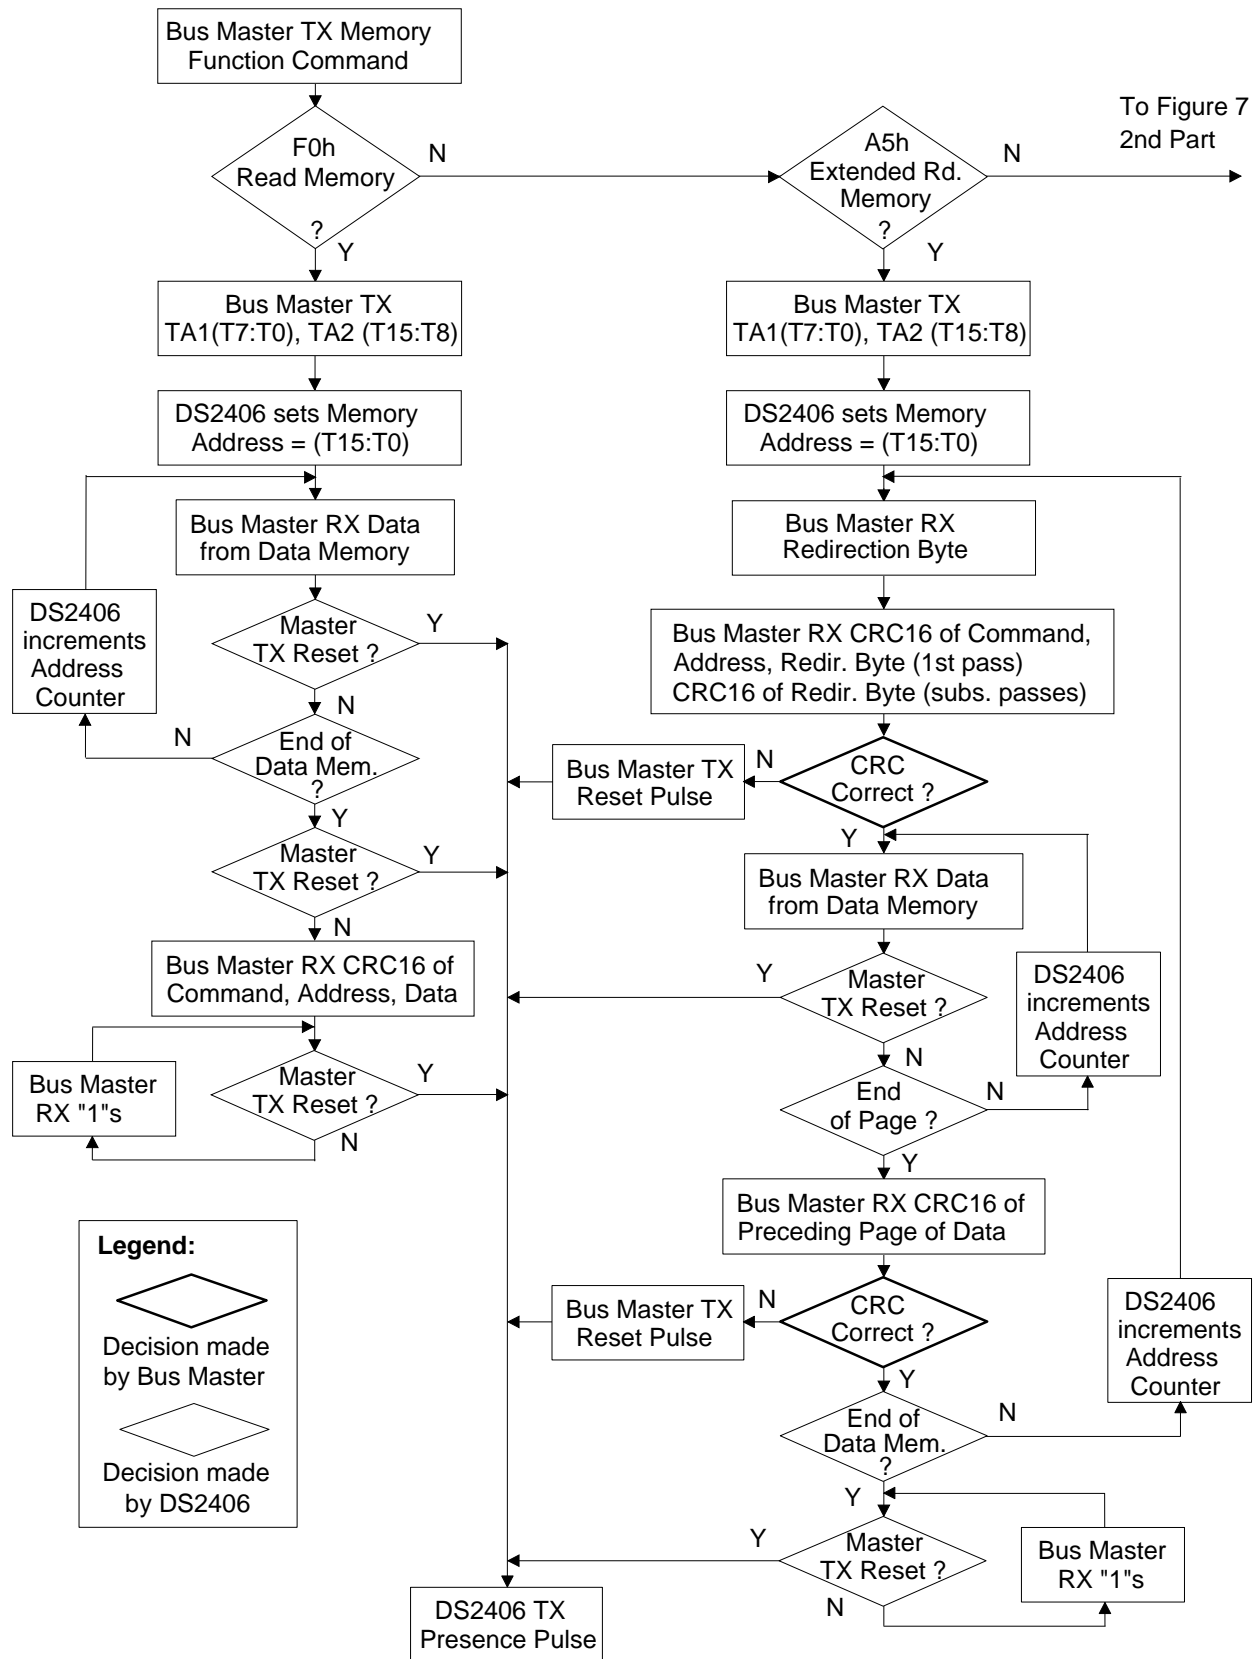 Bus Master TX Memory
Function Command
F0h
Read Memory
?
N
Y
A5h
Extended Rd.
Memory
?
N
Y
To Figure 7
2nd Part
Bus Master TX
TA1(T7:T0), TA2 (T15:T8)
DS2406 sets Memory
Address = (T15:T0)
Bus Master RX Data
from Data Memory
DS2406
increments
Address
Counter
Master
TX Reset ?
Y
N
End of
Data Mem.
?
N
Y
Master
TX Reset ?
Y
N
Bus Master RX CRC16 of
Command, Address, Data
Master
TX Reset ?
Y
N
Bus Master
RX "1"s
Bus Master TX
TA1(T7:T0), TA2 (T15:T8)
DS2406 sets Memory
Address = (T15:T0)
Bus Master RX
Redirection Byte
Bus Master RX CRC16 of Command,
Address, Redir. Byte (1st pass)
CRC16 of Redir. Byte (subs. passes)
CRC
Correct ?
N
Y
Bus Master TX
Reset Pulse
Bus Master RX Data
from Data Memory
Master
TX Reset ?
Y
N
DS2406
increments
Address
Counter
End
of Page ?
N
Y
Bus Master RX CRC16 of
Preceding Page of Data
CRC
Correct ?
N
Y
Bus Master TX
Reset Pulse
DS2406
increments
Address
Counter
End of
Data Mem.
?
N
Y
Master
TX Reset ?
Y
N
Bus Master
RX "1"s
DS2406 TX
Presence Pulse
Legend:
Decision made
by Bus Master
Decision made
by DS2406